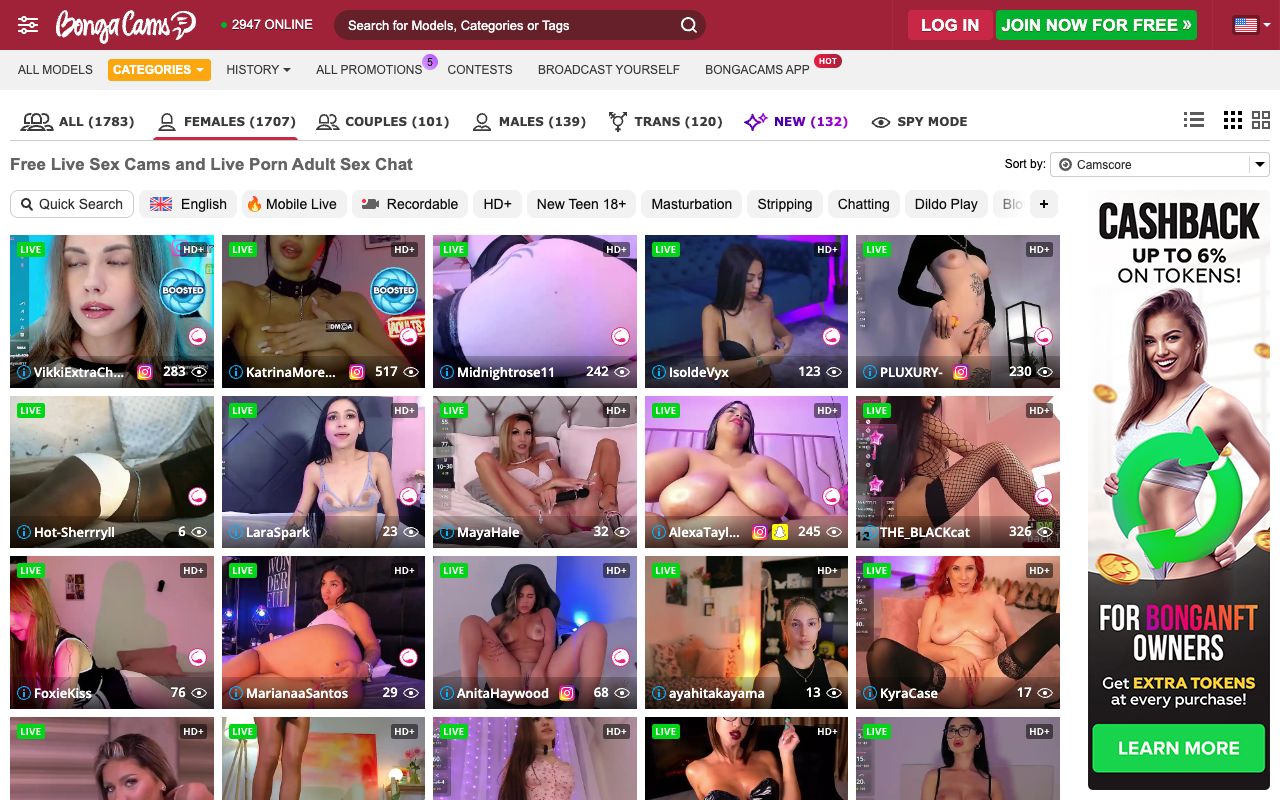 BongaCams
2947 ONLINE
Search for Models, Categories or Tags
LOG IN
JOIN NOW FOR FREE »
ALL MODELS
CATEGORIES
HISTORY
ALL PROMOTIONS
5
CONTESTS
BROADCAST YOURSELF
BONGACAMS APP
HOT
ALL (1783)
FEMALES (1707)
COUPLES (101)
MALES (139)
TRANS (120)
NEW (132)
SPY MODE
Free Live Sex Cams and Live Porn Adult Sex Chat
Sort by:
Camscore
Quick Search
English
Mobile Live
Recordable
HD+
New Teen 18+
Masturbation
Stripping
Chatting
Dildo Play
Blo
+
LIVE
HD+
BOOSTED
VikkiExtraCh...
283
LIVE
HD+
BOOSTED
DMCA
KatrinaMore...
517
LIVE
HD+
Midnightrose11
242
LIVE
HD+
IsoldeVyx
123
LIVE
HD+
PLUXURY-
230
LIVE
Hot-Sherrryll
6
LIVE
HD+
LaraSpark
23
LIVE
HD+
MayaHale
32
LIVE
HD+
AlexaTayl...
245
LIVE
HD+
THE_BLACKcat
326
LIVE
HD+
FoxieKiss
76
LIVE
HD+
WON
DER
FUL
MarianaaSantos
29
LIVE
HD+
AnitaHaywood
68
LIVE
HD+
ayahitakayama
13
LIVE
HD+
KyraCase
17
LIVE
HD+
LIVE
HD+
LIVE
HD+
LIVE
HD+
LIVE
HD+
CASHBACK
UP TO 6%
ON TOKENS!
FOR BONGANFT
OWNERS
Get EXTRA TOKENS
at every purchase!
LEARN MORE